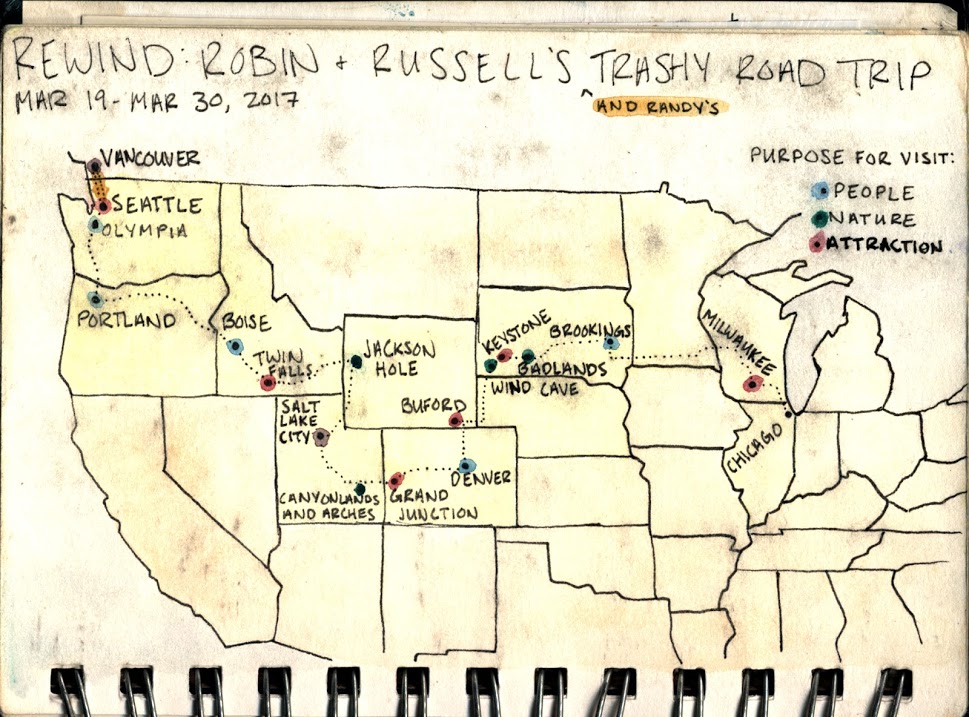 REWIND: ROBIN + RUSSELL'S TRASHY ROAD TRIP
^ AND RANDY'S
MAR 19 - MAR 30, 2017
PURPOSE FOR VISIT:
PEOPLE
NATURE
ATTRACTION
VANCOUVER
SEATTLE
OLYMPIA
PORTLAND
BOISE
TWIN
FALLS
JACKSON
HOLE
SALT
LAKE
CITY
CANYONLANDS
AND ARCHES
GRAND
JUNCTION
DENVER
BUFORD
WIND CAVE
KEYSTONE
BADLANDS
BROOKINGS
MILWAUKEE
CHICAGO